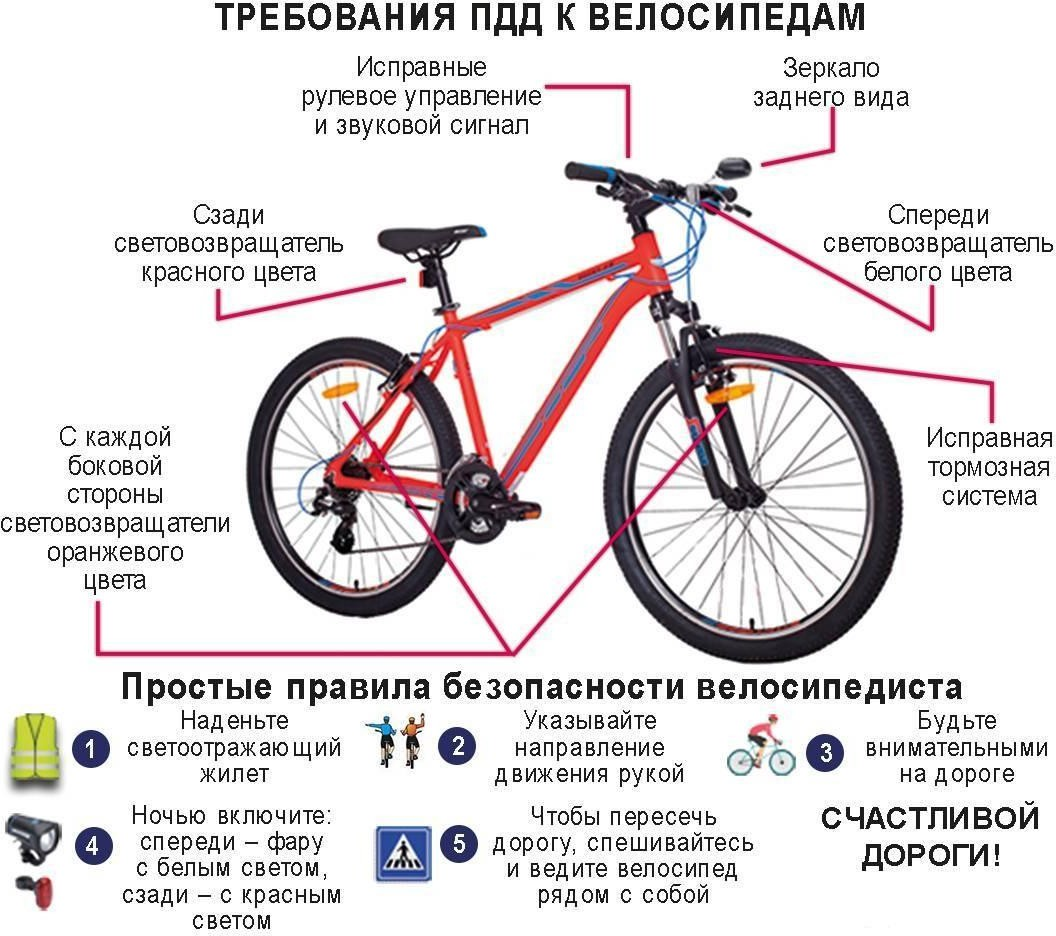 ТРЕБОВАНИЯ ПДД К ВЕЛОСИПЕДАМ
Исправные
рулевое управление
и звуковой сигнал
Зеркало
заднего вида
Сзади
световозвращатель
красного цвета
Спереди
световозвращатель
белого цвета
С каждой
боковой
стороны
световозвращатели
оранжевого
цвета
Исправная
тормозная
система
Простые правила безопасности велосипедиста
1
Наденьте
светоотражающий
жилет
2
Указывайте
направление
движения рукой
3
Будьте
внимательными
на дороге
4
Ночью включите:
спереди – фару
с белым светом,
сзади – с красным
светом
5
Чтобы пересечь
дорогу, спешивайтесь
и ведите велосипед
рядом с собой
СЧАСТЛИВОЙ
ДОРОГИ!